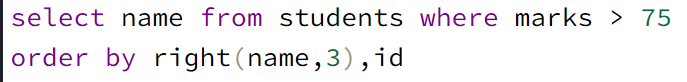 select name from students where marks > 75
order by right(name,3),id